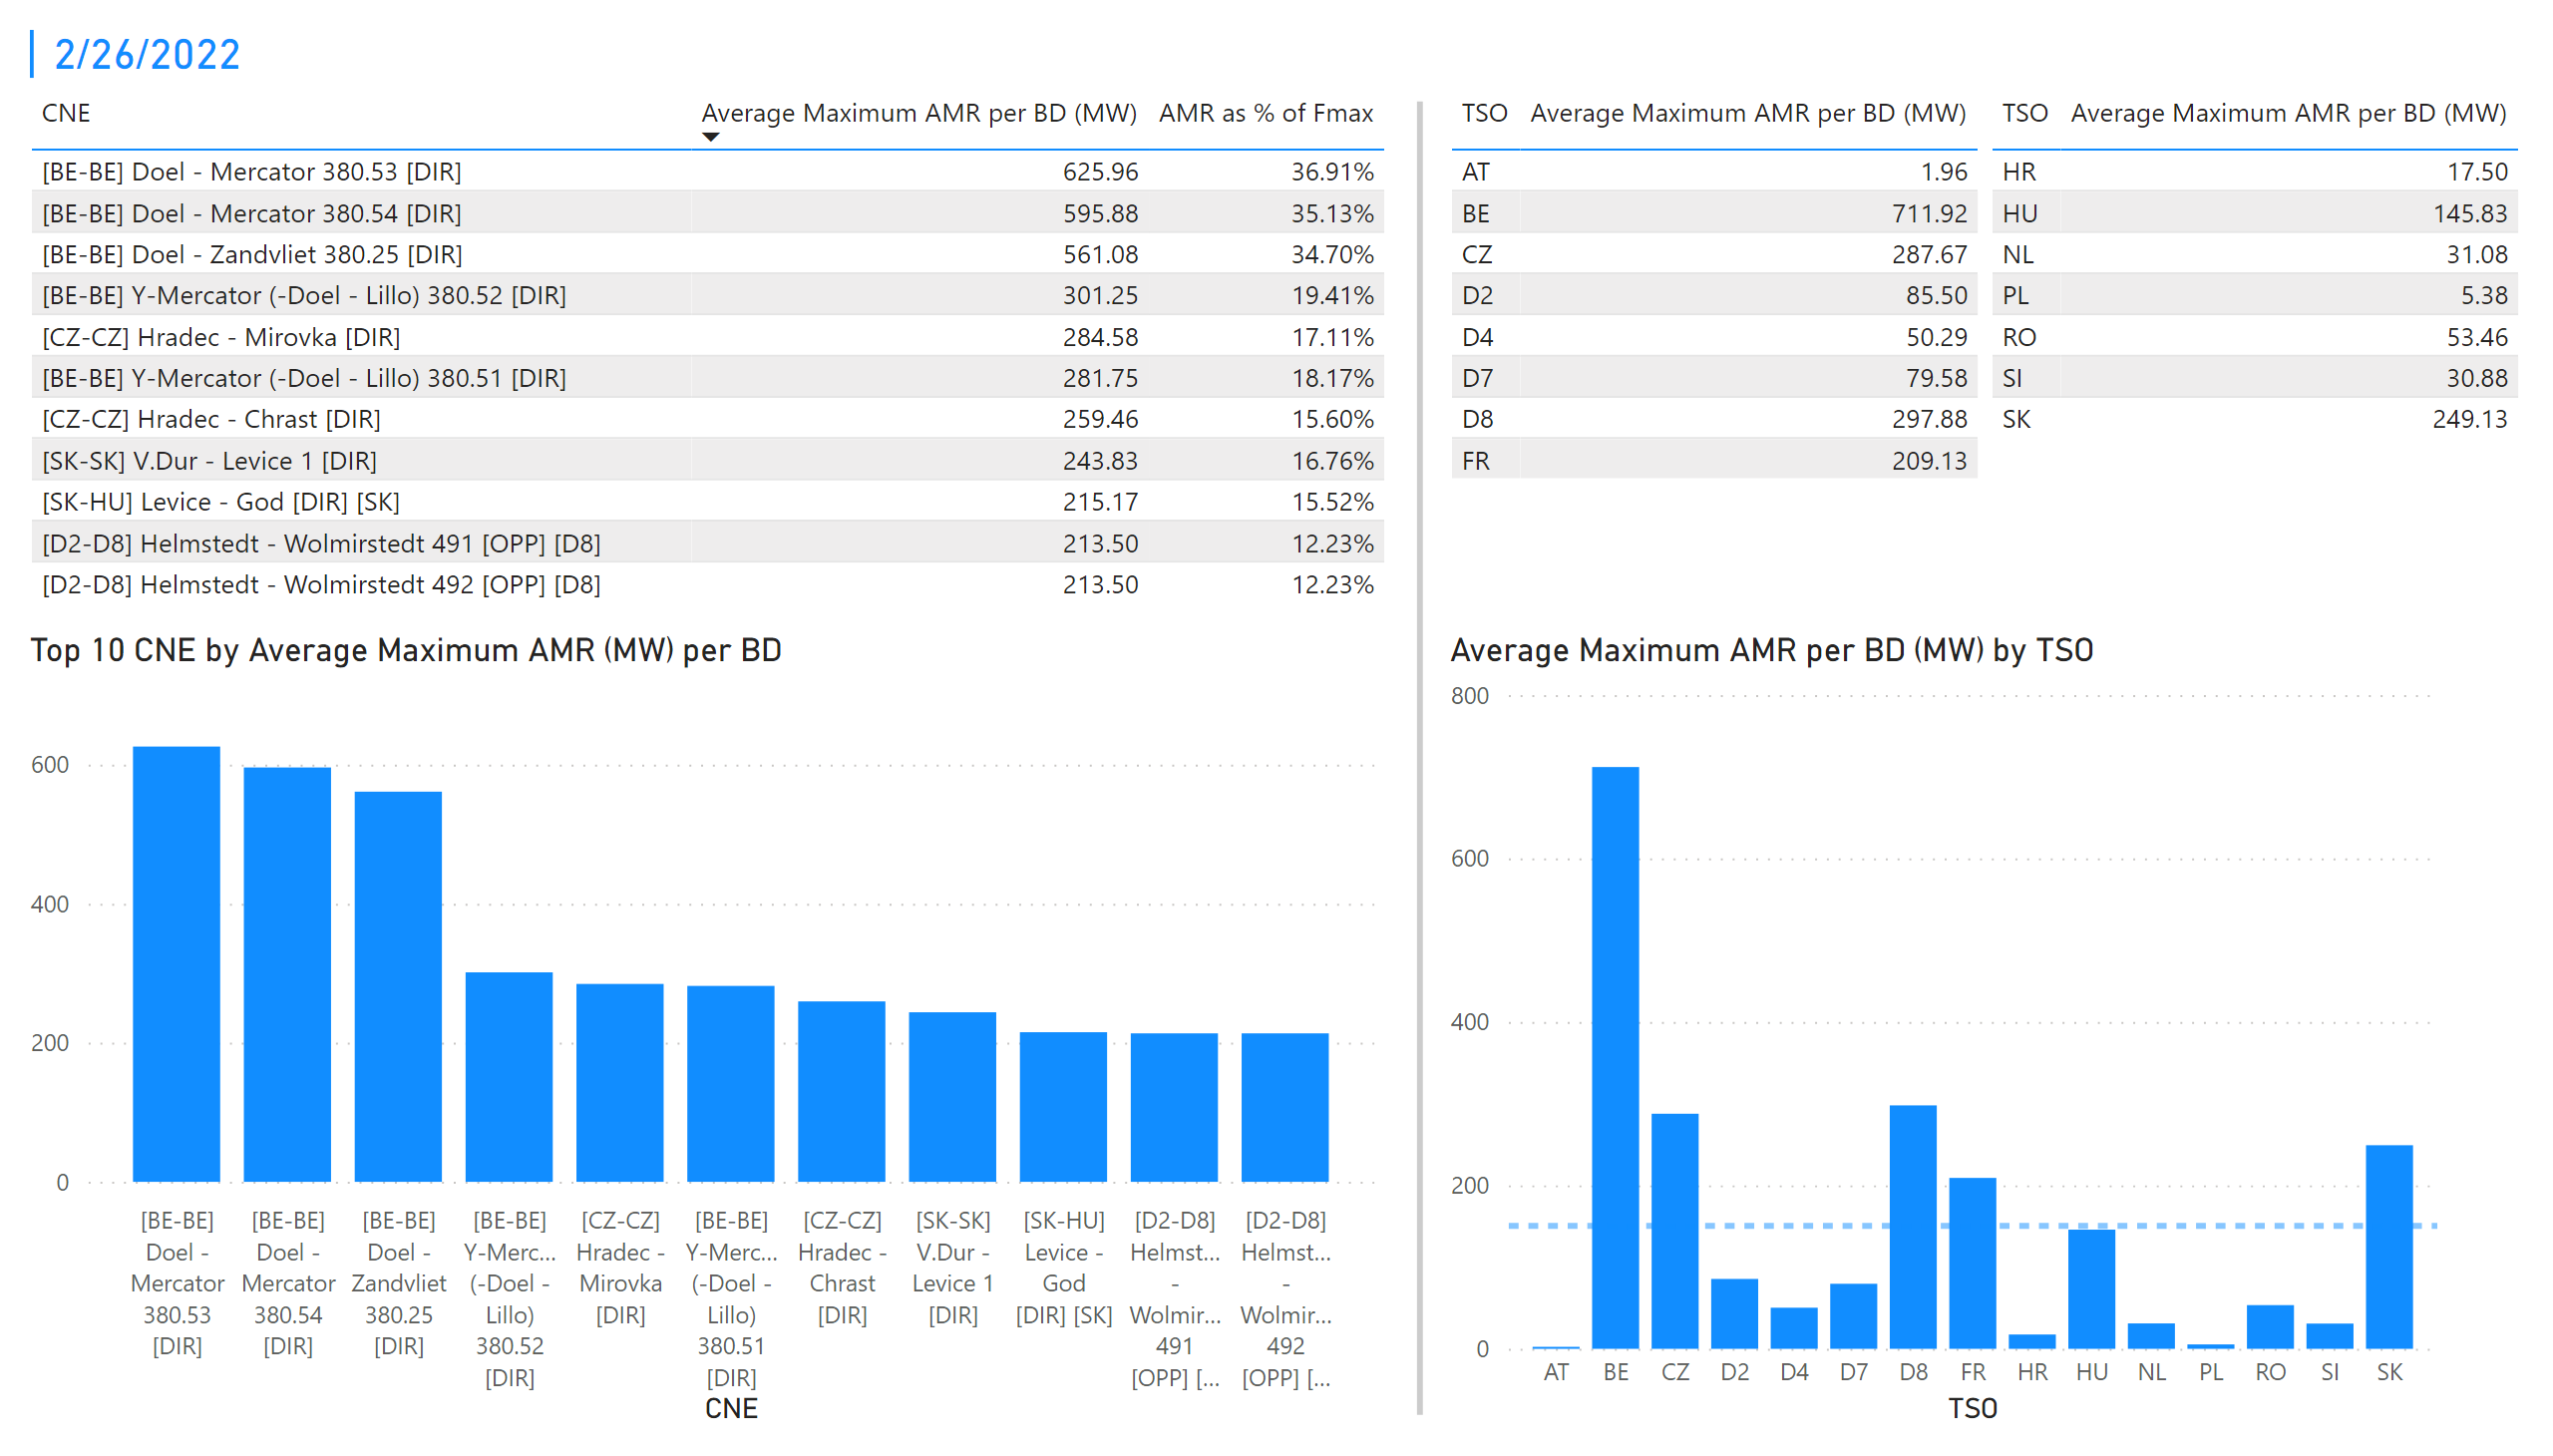 2/26/2022
CNE Average Maximum AMR per BD (MW) AMR as % of Fmax
[BE-BE] Doel - Mercator 380.53 [DIR] 625.96 36.91%
[BE-BE] Doel - Mercator 380.54 [DIR] 595.88 35.13%
[BE-BE] Doel - Zandvliet 380.25 [DIR] 561.08 34.70%
[BE-BE] Y-Mercator (-Doel - Lillo) 380.52 [DIR] 301.25 19.41%
[CZ-CZ] Hradec - Mirovka [DIR] 284.58 17.11%
[BE-BE] Y-Mercator (-Doel - Lillo) 380.51 [DIR] 281.75 18.17%
[CZ-CZ] Hradec - Chrast [DIR] 259.46 15.60%
[SK-SK] V.Dur - Levice 1 [DIR] 243.83 16.76%
[SK-HU] Levice - God [DIR] [SK] 215.17 15.52%
[D2-D8] Helmstedt - Wolmirstedt 491 [OPP] [D8] 213.50 12.23%
[D2-D8] Helmstedt - Wolmirstedt 492 [OPP] [D8] 213.50 12.23%
TSO Average Maximum AMR per BD (MW)
AT 1.96
BE 711.92
CZ 287.67
D2 85.50
D4 50.29
D7 79.58
D8 297.88
FR 209.13
TSO Average Maximum AMR per BD (MW)
HR 17.50
HU 145.83
NL 31.08
PL 5.38
RO 53.46
SI 30.88
SK 249.13
Top 10 CNE by Average Maximum AMR (MW) per BD
600
400
200
0
[BE-BE]
Doel -
Mercator
380.53
[DIR]
[BE-BE]
Doel -
Mercator
380.54
[DIR]
[BE-BE]
Doel -
Zandvliet
380.25
[DIR]
[BE-BE]
Y-Merc...
(-Doel -
Lillo)
380.52
[DIR]
[CZ-CZ]
Hradec -
Mirovka
[DIR]
[BE-BE]
Y-Merc...
(-Doel -
Lillo)
380.51
[DIR]
[CZ-CZ]
Hradec -
Chrast
[DIR]
[SK-SK]
V.Dur -
Levice 1
[DIR]
[SK-HU]
Levice -
God
[DIR] [SK]
[D2-D8]
Helmst...
-
Wolmir...
491
[OPP] [...
[D2-D8]
Helmst...
-
Wolmir...
492
[OPP] [...
CNE
Average Maximum AMR per BD (MW) by TSO
800
600
400
200
0
AT BE CZ D2 D4 D7 D8 FR HR HU NL PL RO SI SK
TSO